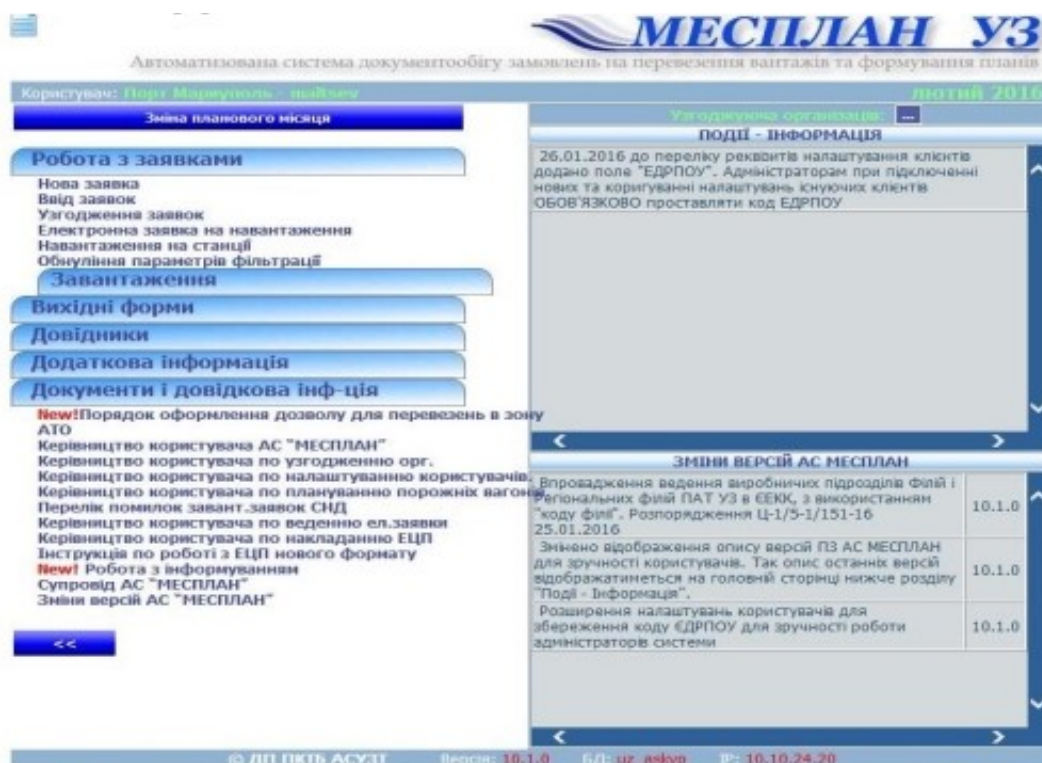 МЕСПЛАН УЗ
Автоматизована система документообігу замовлень на перевезення вантажів та формування планів
Користувач: Порт Мариуполь - maltsev
лютий 2016
Зміна планового місяця
Узгоджуюча організація: ...
Робота з заявками
Нова заявка
Ввід заявок
Узгодження заявок
Електронна заявка на навантаження
Навантаження на станції
Обнуління параметрів фільтрації
Завантаження
Вихідні форми
Довідники
Додаткова інформація
Документи і довідкова інф-ція
New!Порядок оформлення дозволу для перевезень в зону
АТО
Керівництво користувача АС "МЕСПЛАН"
Керівництво користувача по узгодженню орг.
Керівництво користувача по налаштуванню користувачів.
Керівництво користувача по плануванню порожніх вагонів
Перелік помилок завант.заявок СНД
Керівництво користувача по веденню ел.заявки
Керівництво користувача по накладанню ЕЦП
Інструкція по роботі з ЕЦП нового формату
New! Робота з інформуванням
Супровід АС "МЕСПЛАН"
Зміни версій АС "МЕСПЛАН"
<<
ПОДІЇ - ІНФОРМАЦІЯ
26.01.2016 до переліку реквізитів налаштування клієнтів
додано поле "ЕДРПОУ". Адміністраторам при підключенні
нових та коригуванні налаштувань існуючих клієнтів
ОБОВ'ЯЗКОВО проставляти код ЕДРПОУ
ЗМІНИ ВЕРСІЙ АС МЕСПЛАН
Впровадження ведення виробничих підрозділів Філій і
Регіональних філій ПАТ УЗ в ЄЕКК, з використанням
"коду філії". Розпорядження Ц-1/5-1/151-16
25.01.2016
10.1.0
Змінено відображення опису версій ПЗ АС МЕСПЛАН
для зручності користувачів. Так опис останніх версій
відображатиметься на головній сторінці нижче розділу
"Події - Інформація".
10.1.0
Розширення налаштувань користувачів для
збереження коду ЄДРПОУ для зручності роботи
адміністраторів системи
10.1.0
© ДП ПКТБ АСУЗТ Версія: 10.1.0 БД: uz_askvp IP: 10.10.24.20